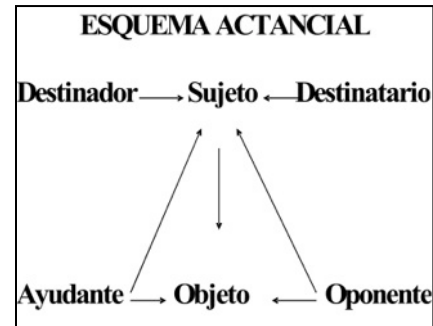 ESQUEMA ACTANCIAL
Destinador Sujeto Destinatario
Ayudante Objeto Oponente